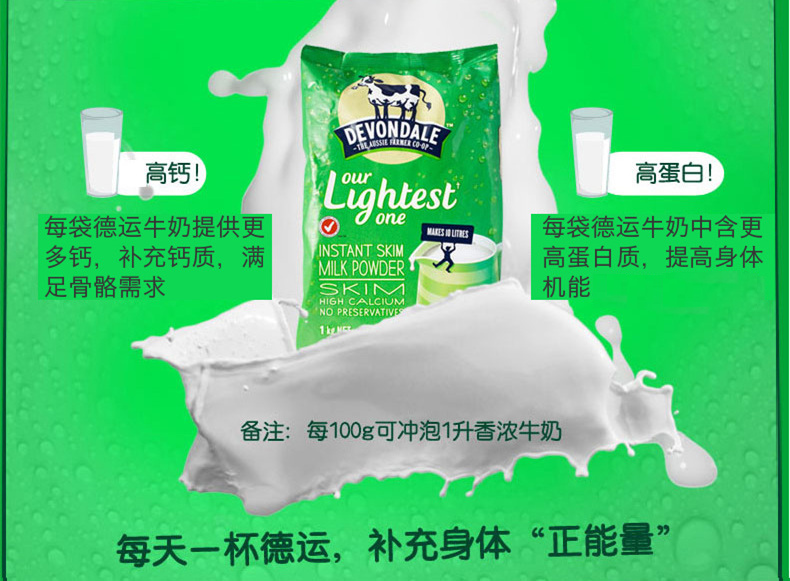 DEVONDALE
- THE AUSSIE FARMER CO-OP -
our
Lightest
one
MAKES 10 LITRES
INSTANT SKIM
MILK POWDER
SKIM
HIGH CALCIUM
NO PRESERVATIVES
1kg NET
高钙!
每袋德运牛奶提供更
多钙, 补充钙质, 满
足骨骼需求
高蛋白!
每袋德运牛奶中含更
高蛋白质, 提高身体
机能
备注: 每100g可冲泡1升香浓牛奶
每天一杯德运, 补充身体“正能量”